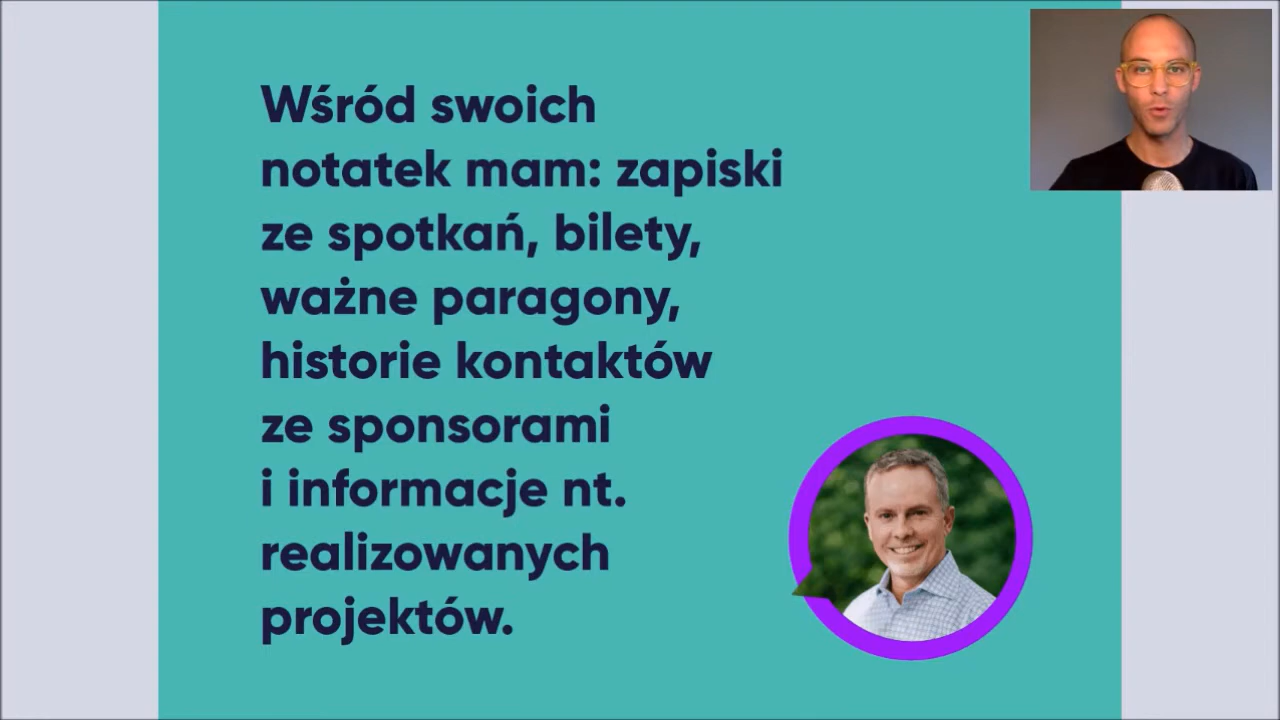 Wśród swoich
notatek mam: zapiski
ze spotkań, bilety,
ważne paragony,
historie kontaktów
ze sponsorami
i informacje nt.
realizowanych
projektów.